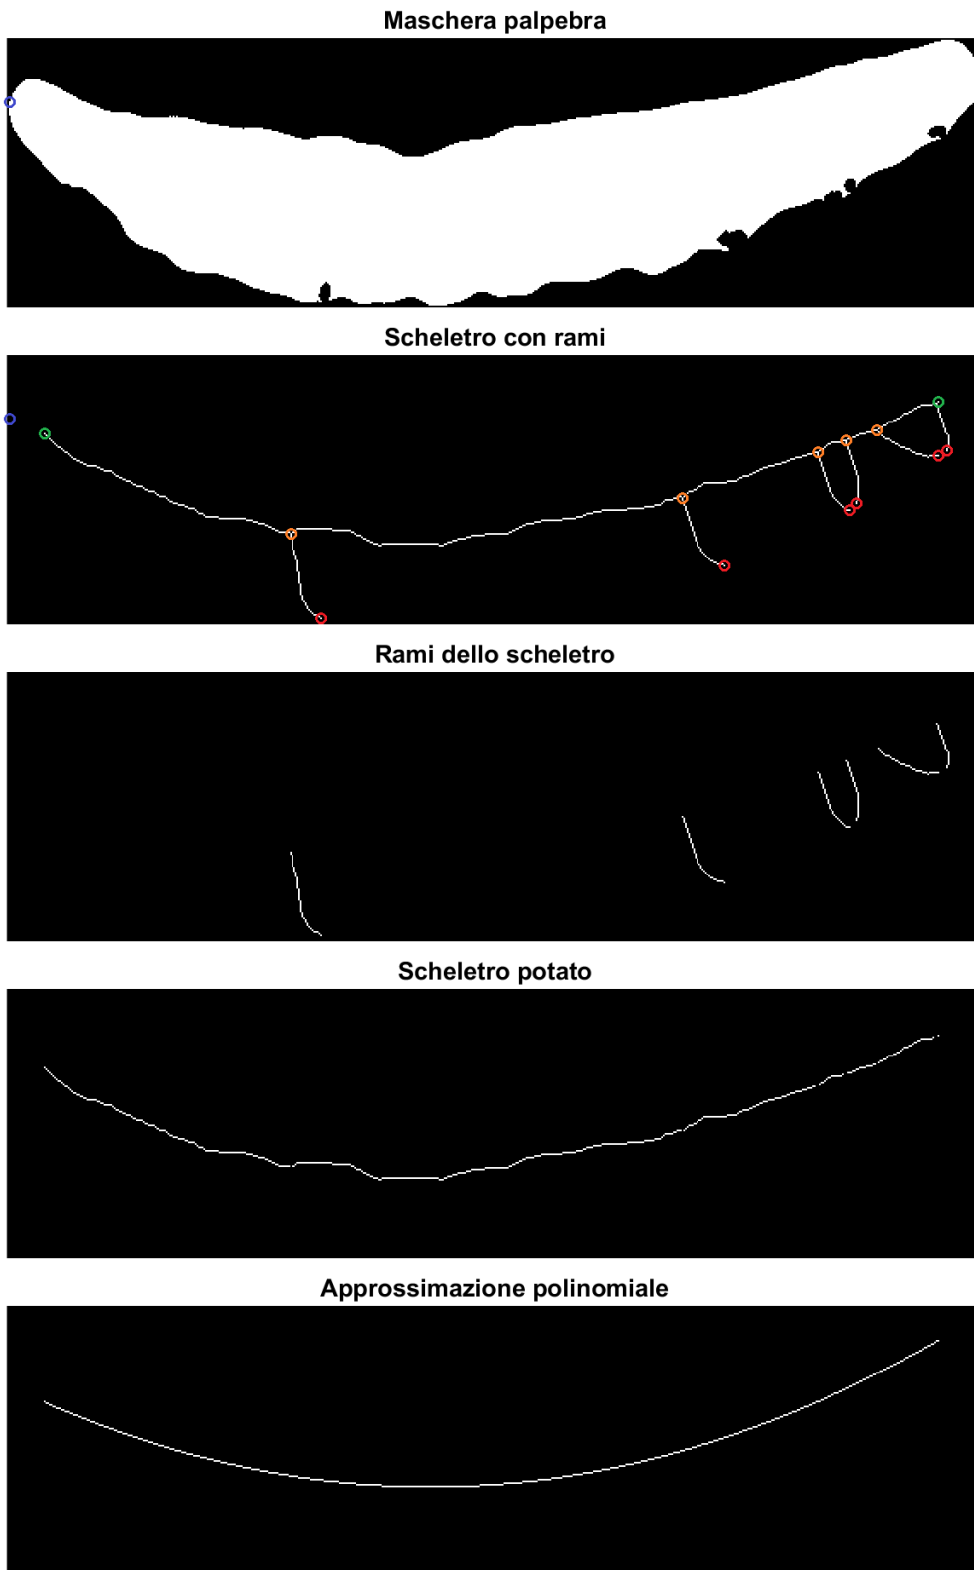 Maschera palpebra
Scheletro con rami
Rami dello scheletro
Scheletro potato
Approssimazione polinomiale